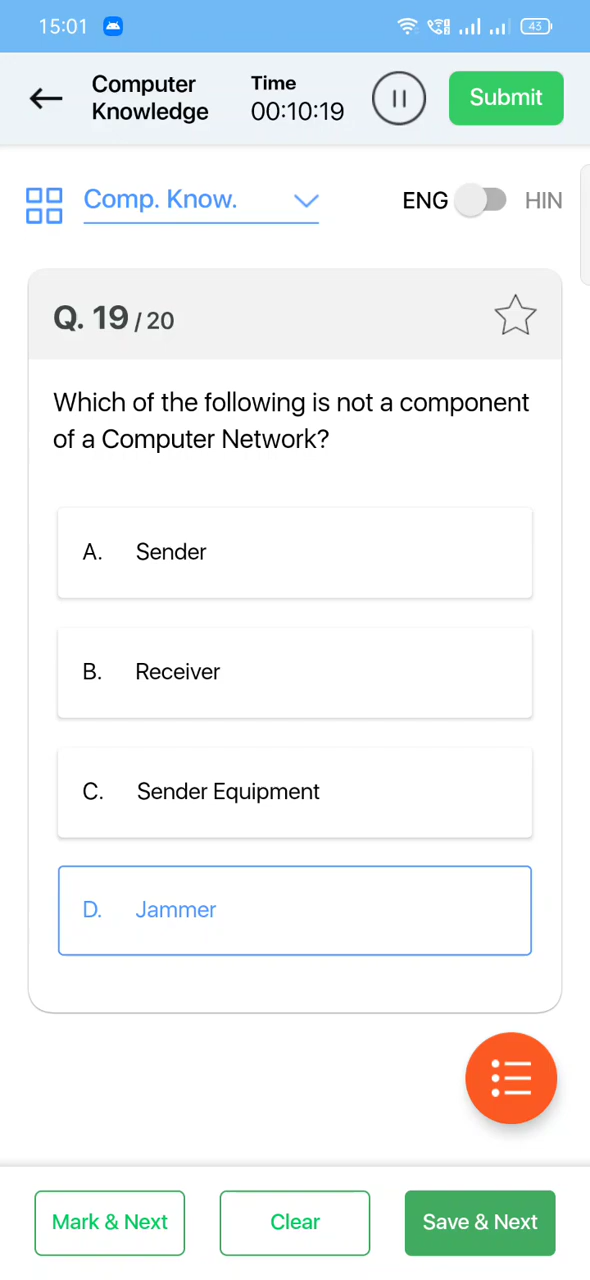 15:01
43
Computer Knowledge
Time
00:10:19
Submit
Comp. Know.
ENG HIN
Q. 19 / 20
Which of the following is not a component
of a Computer Network?
A. Sender
B. Receiver
C. Sender Equipment
D. Jammer
Mark & Next
Clear
Save & Next